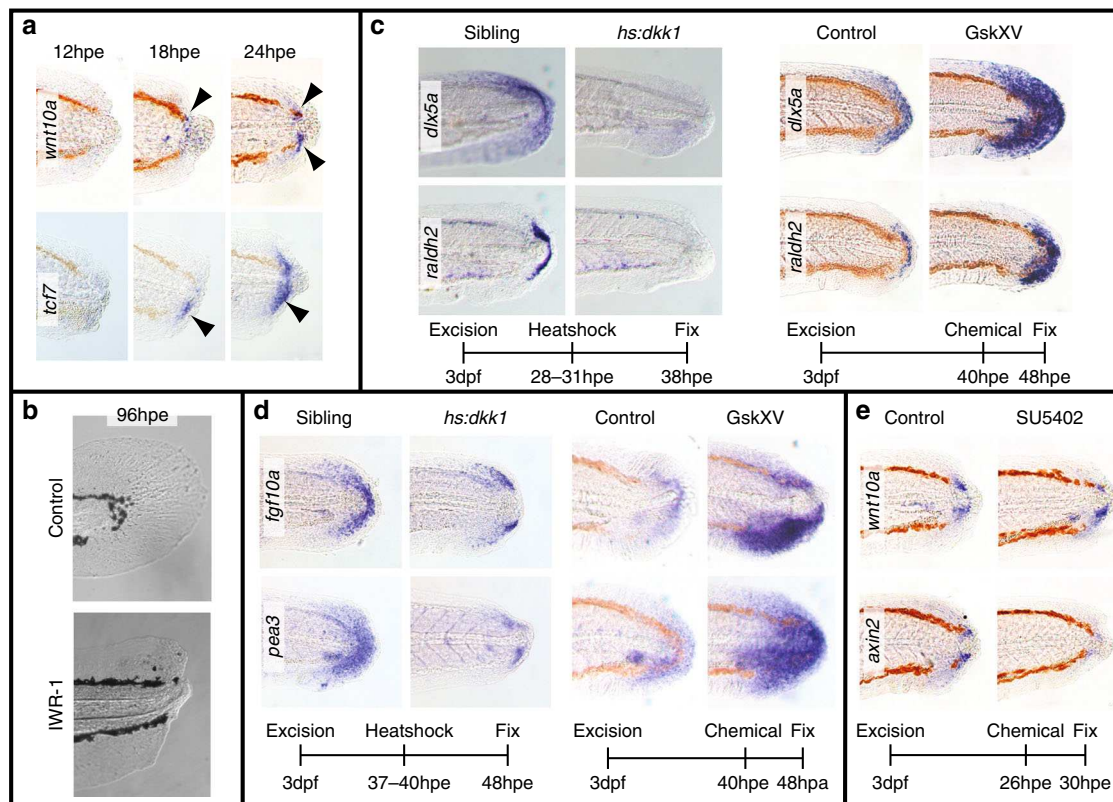 a
12hpe 18hpe 24hpe
wnt10a
tcf7
b
96hpe
Control
IWR-1
c
Sibling hs:dkk1 Control GskXV
dlx5a dlx5a
raldh2 raldh2
Excision Heatshock Fix
3dpf 28–31hpe 38hpe
Excision Chemical Fix
3dpf 40hpe 48hpe
d
Sibling hs:dkk1 Control GskXV
fgf10a
pea3
Excision Heatshock Fix
3dpf 37–40hpe 48hpe
Excision Chemical Fix
3dpf 40hpe 48hpa
e
Control SU5402
wnt10a
axin2
Excision Chemical Fix
3dpf 26hpe 30hpe